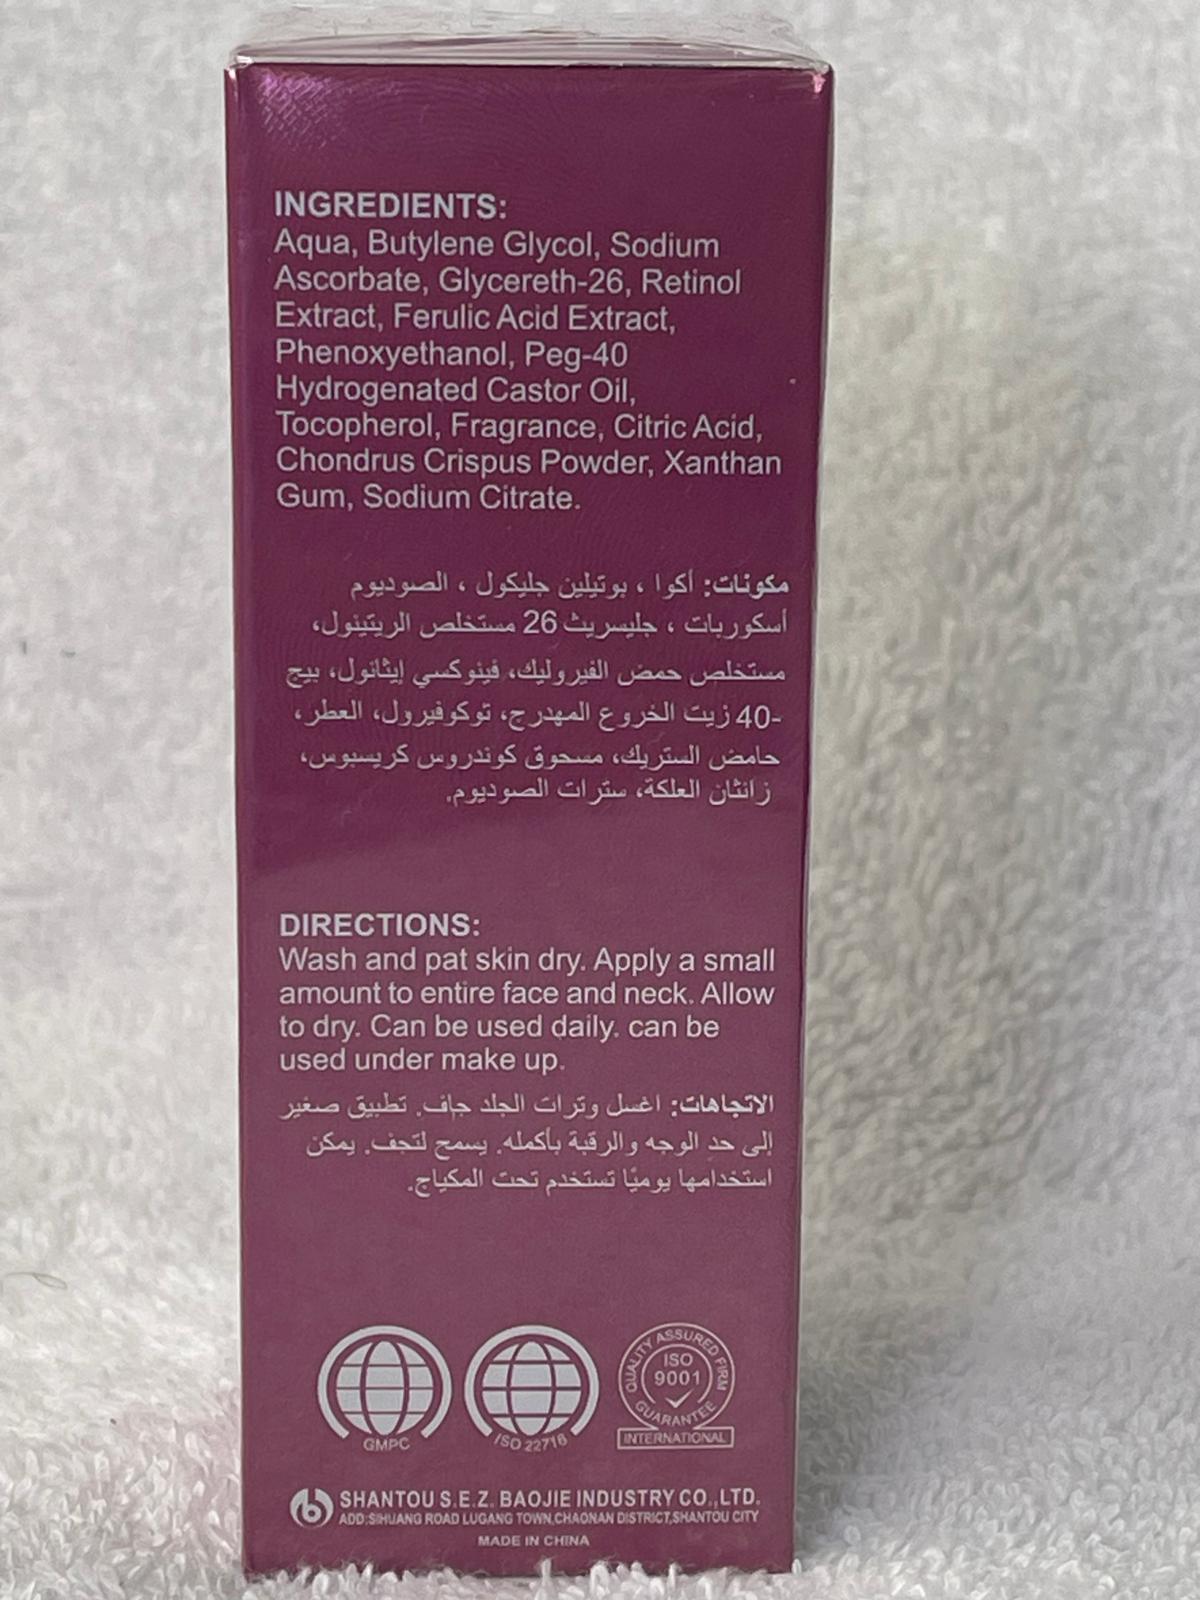 INGREDIENTS:
Aqua, Butylene Glycol, Sodium
Ascorbate, Glycereth-26, Retinol
Extract, Ferulic Acid Extract,
Phenoxyethanol, Peg-40
Hydrogenated Castor Oil,
Tocopherol, Fragrance, Citric Acid,
Chondrus Crispus Powder, Xanthan
Gum, Sodium Citrate.
مكونات: أكوا ، بوتيلين جليكول ، الصوديوم
أسكوربات ، جليسريث 26 مستخلص الريتينول،
مستخلص حمض الفيروليك، فينوكسي إيثانول، بيج
-40 زيت الخروع المهدرج، توكوفيرول، العطر،
حامض الستريك، مسحوق كوندروس كريسبوس،
زانثان العلكة، سترات الصوديوم.
DIRECTIONS:
Wash and pat skin dry. Apply a small
amount to entire face and neck. Allow
to dry. Can be used daily. can be
used under make up.
الاتجاهات: اغسل وترات الجلد جاف. تطبيق صغير
إلى حد الوجه والرقبة بأكمله. يسمح لتجف. يمكن
استخدامها يوميًا تستخدم تحت المكياج.
GMPC
ISO 22716
QUALITY ASSURED FIRM
ISO
9001
GUARANTEE
INTERNATIONAL
SHANTOU S.E.Z. BAOJIE INDUSTRY CO.,LTD.
ADD:SIHUANG ROAD LUGANG TOWN,CHAONAN DISTRICT,SHANTOU CITY
MADE IN CHINA